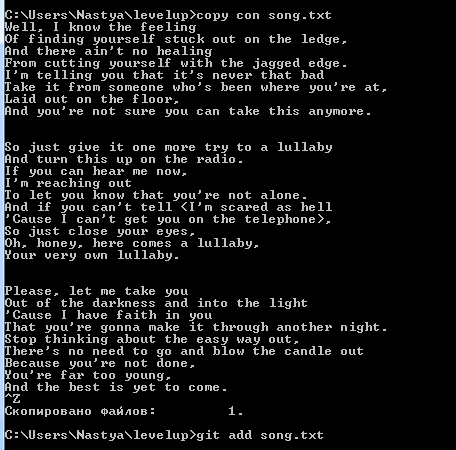 C:\Users\Nastya\levelup>copy con song.txt
Well, I know the feeling
Of finding yourself stuck out on the ledge,
And there ain't no healing
From cutting yourself with the jagged edge.
I'm telling you that it's never that bad
Take it from someone who's been where you're at,
Laid out on the floor,
And you're not sure you can take this anymore.
So just give it one more try to a lullaby
And turn this up on the radio.
If you can hear me now,
I'm reaching out
To let you know that you're not alone.
And if you can't tell (I'm scared as hell
'Cause I can't get you on the telephone),
So just close your eyes,
Oh, honey, here comes a lullaby,
Your very own lullaby.
Please, let me take you
Out of the darkness and into the light
'Cause I have faith in you
That you're gonna make it through another night.
Stop thinking about the easy way out,
There's no need to go and blow the candle out
Because you're not done,
You're far too young,
And the best is yet to come.
^Z
Скопировано файлов: 1.
C:\Users\Nastya\levelup>git add song.txt